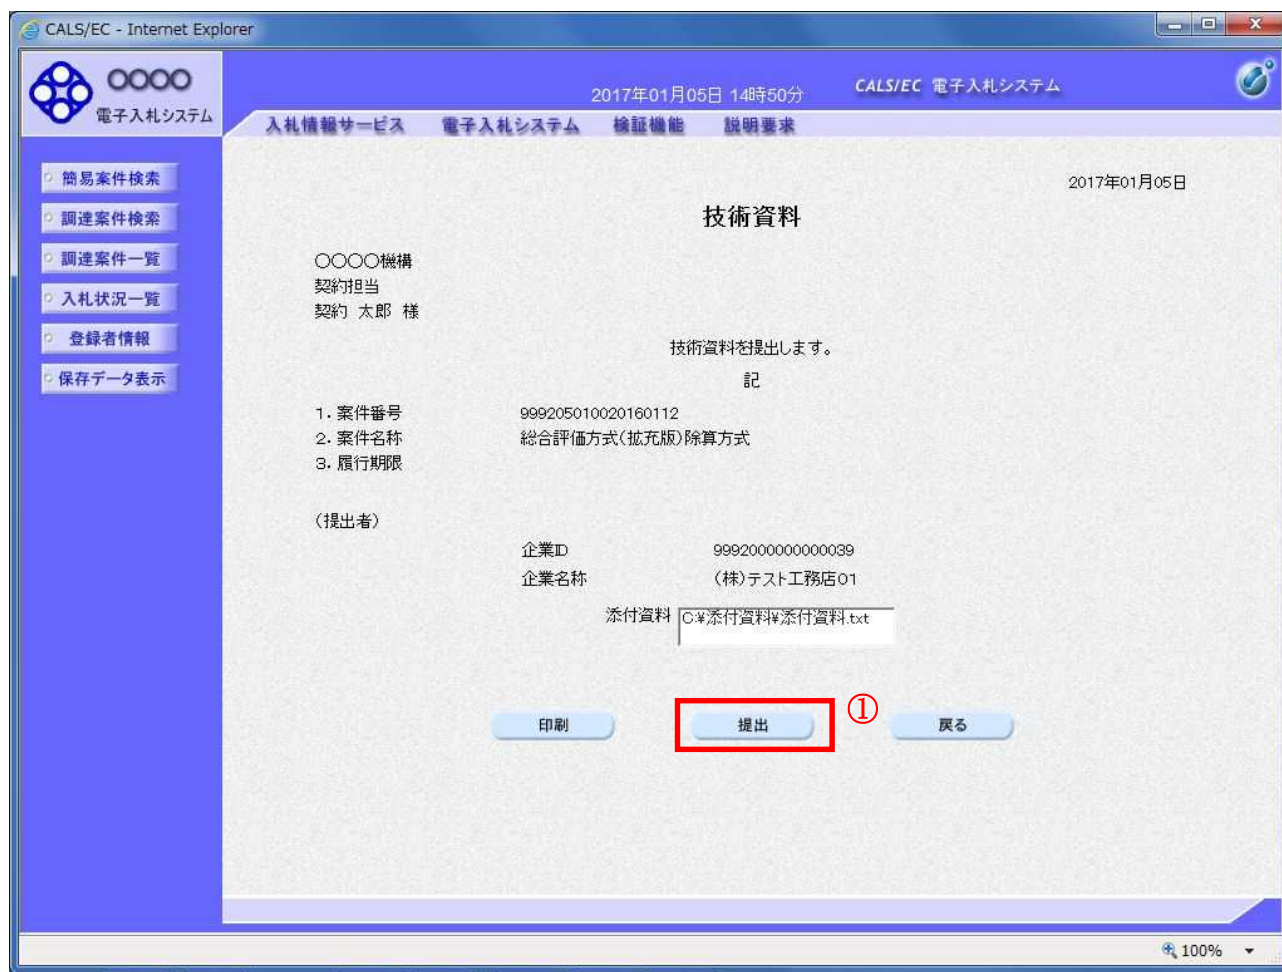 CALS/EC - Internet Explorer
○○○○
電子入札システム
2017年01月05日 14時50分
CALS/EC 電子入札システム
入札情報サービス 電子入札システム 検証機能 説明要求
簡易案件検索
調達案件検索
調達案件一覧
入札状況一覧
登録者情報
保存データ表示
2017年01月05日
技術資料
○○○○機構
契約担当
契約 太郎 様
技術資料を提出します。
記
1.案件番号 999205010020160112
2.案件名称 総合評価方式(拡充版)除算方式
3.履行期限
(提出者)
企業ID 9992000000000039
企業名称 (株)テスト工務店01
添付資料 C:¥添付資料¥添付資料.txt
印刷 提出 ① 戻る
100%